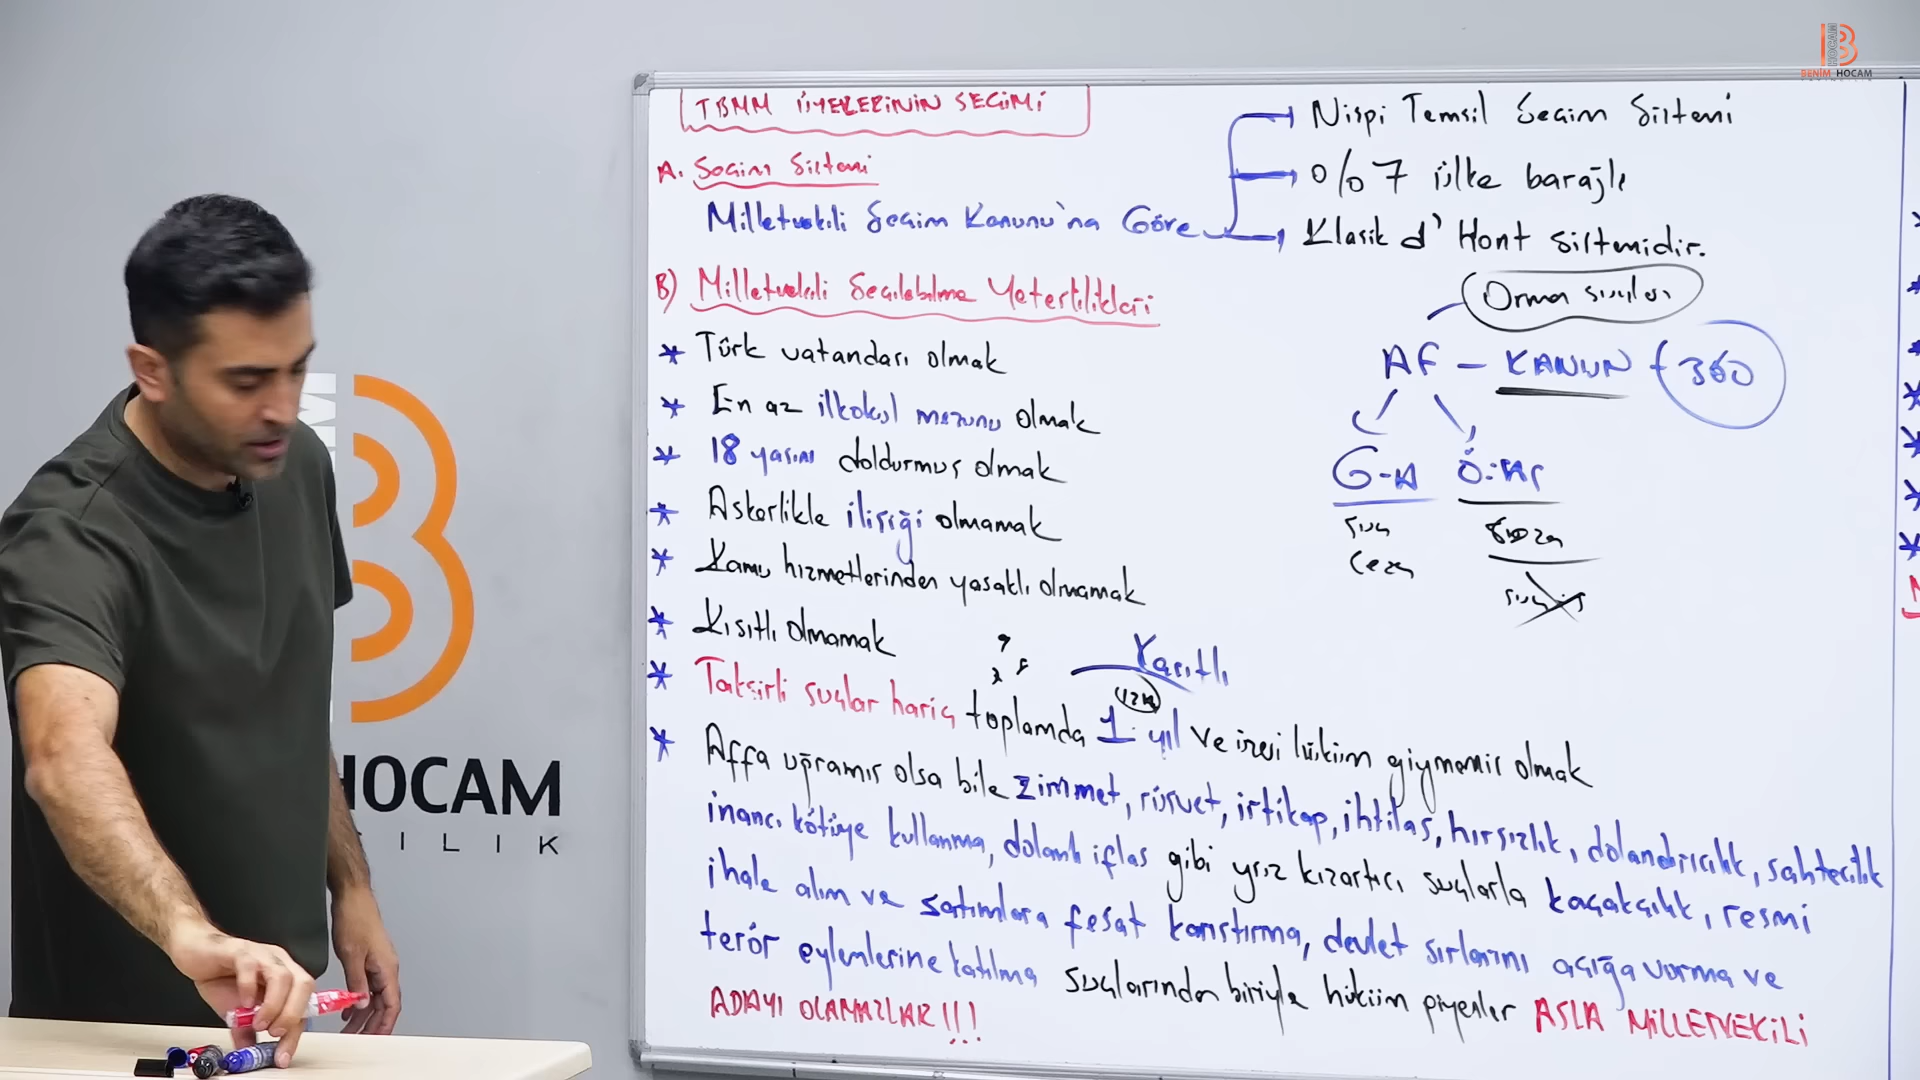 BENİM HOCAM
TBMM ÜYELERİNİN SEÇİMİ
A. Seçim Sistemi
Milletvekili Seçim Kanunu'na Göre
Nispi Temsil Seçim Sistemi
%7 ülke barajlı
Klasik d'Hont sistemidir.
B) Milletvekili Seçilebilme Yeterlilikleri
* Türk vatandaşı olmak
* En az ilkokul mezunu olmak
* 18 yaşını doldurmuş olmak
* Askerlikle ilişiği olmamak
* Kamu hizmetlerinden yasaklı olmamak
* Kısıtlı olmamak
* Taksirli suçlar hariç toplamda 1 yıl ve üzeri hüküm giymemiş olmak
* Affa uğramış olsa bile zimmet, rüşvet, irtikap, ihtilas, hırsızlık, dolandırıcılık, sahtecilik
inancı kötüye kullanma, dolanlı iflas gibi yüz kızartıcı suçlarla kaçakçılık, resmi
ihale alım ve satımlara fesat karıştırma, devlet sırlarını açığa vurma ve
terör eylemlerine katılma suçlarından biriyle hüküm giyenler ASLA MİLLETVEKİLİ
ADAYI OLAMAZLAR!!!
Orman suçları
AF - KANUN + 360
G-A Ö-Af
suç ceza
ceza suç
Kasıtlı
HOCAM